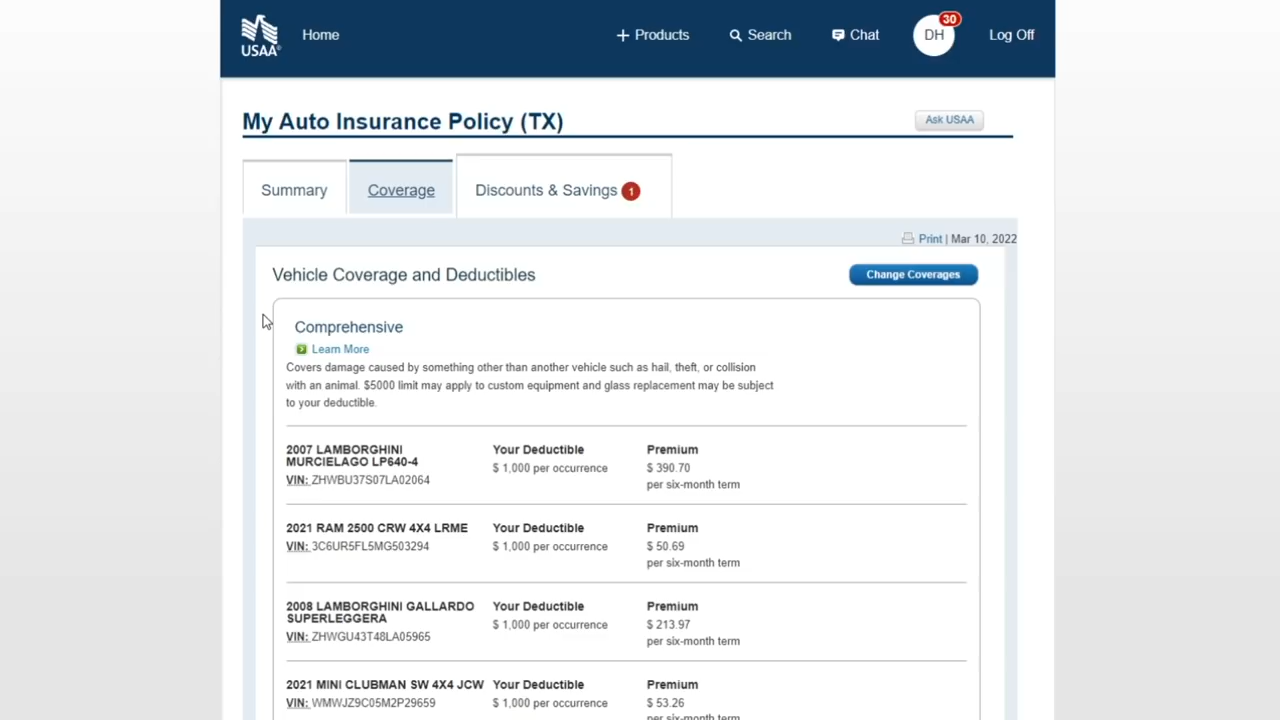 USAA®
Home
+ Products
Search
Chat
DH
30
Log Off
My Auto Insurance Policy (TX)
Ask USAA
Summary
Coverage
Discounts & Savings 1
Print | Mar 10, 2022
Vehicle Coverage and Deductibles
Change Coverages
Comprehensive
Learn More
Covers damage caused by something other than another vehicle such as hail, theft, or collision
with an animal. $5000 limit may apply to custom equipment and glass replacement may be subject
to your deductible.
2007 LAMBORGHINI
MURCIELAGO LP640-4
VIN: ZHWBU37S07LA02064
Your Deductible
$ 1,000 per occurrence
Premium
$ 390.70
per six-month term
2021 RAM 2500 CRW 4X4 LRME
VIN: 3C6UR5FL5MG503294
Your Deductible
$ 1,000 per occurrence
Premium
$ 50.69
per six-month term
2008 LAMBORGHINI GALLARDO
SUPERLEGGERA
VIN: ZHWGU43T48LA05965
Your Deductible
$ 1,000 per occurrence
Premium
$ 213.97
per six-month term
2021 MINI CLUBMAN SW 4X4 JCW
VIN: WMWJZ9C05M2P29659
Your Deductible
$ 1,000 per occurrence
Premium
$ 53.26
per six-month term